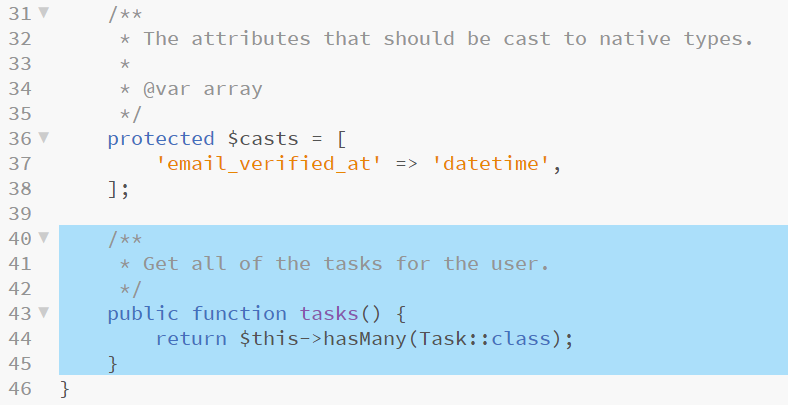 31 /**
32  * The attributes that should be cast to native types.
33  *
34  * @var array
35  */
36 protected $casts = [
37     'email_verified_at' => 'datetime',
38 ];
39
40 /**
41  * Get all of the tasks for the user.
42  */
43 public function tasks() {
44     return $this->hasMany(Task::class);
45 }
46 }